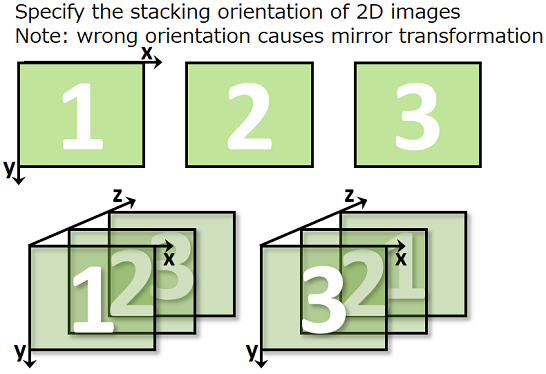 Specify the stacking orientation of 2D images
Note: wrong orientation causes mirror transformation
x
1 2 3
y
z z
3 1
2 2
x x
1 3
y y